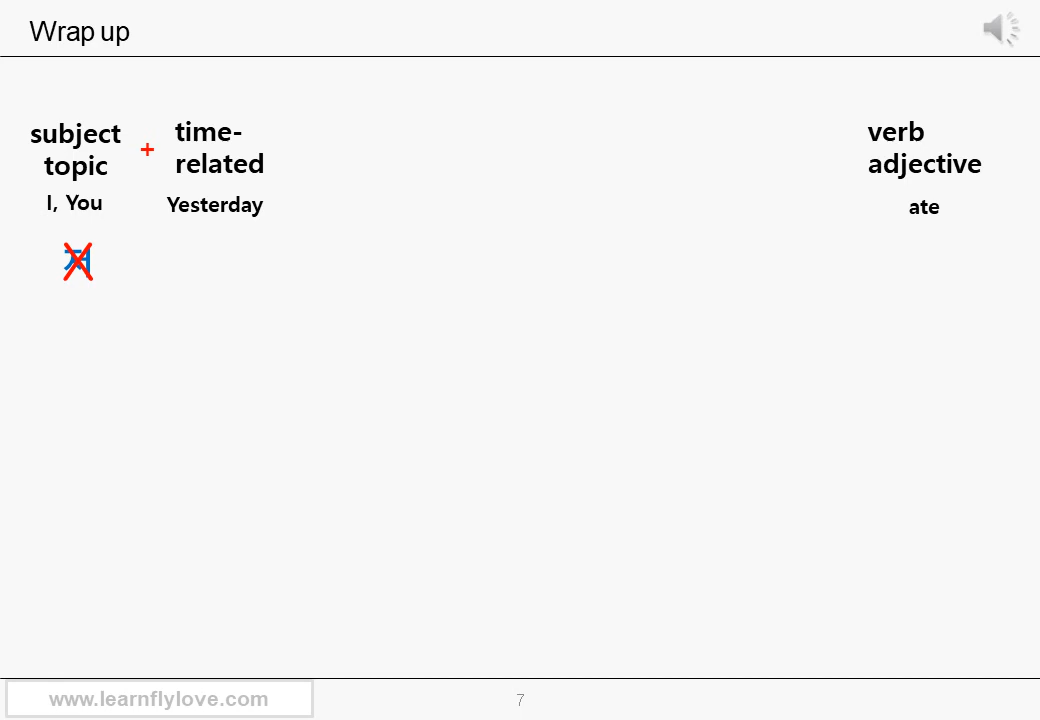 Wrap up
subject
topic
+
time-
related
verb
adjective
I, You
Yesterday
ate
저
www.learnflylove.com
7